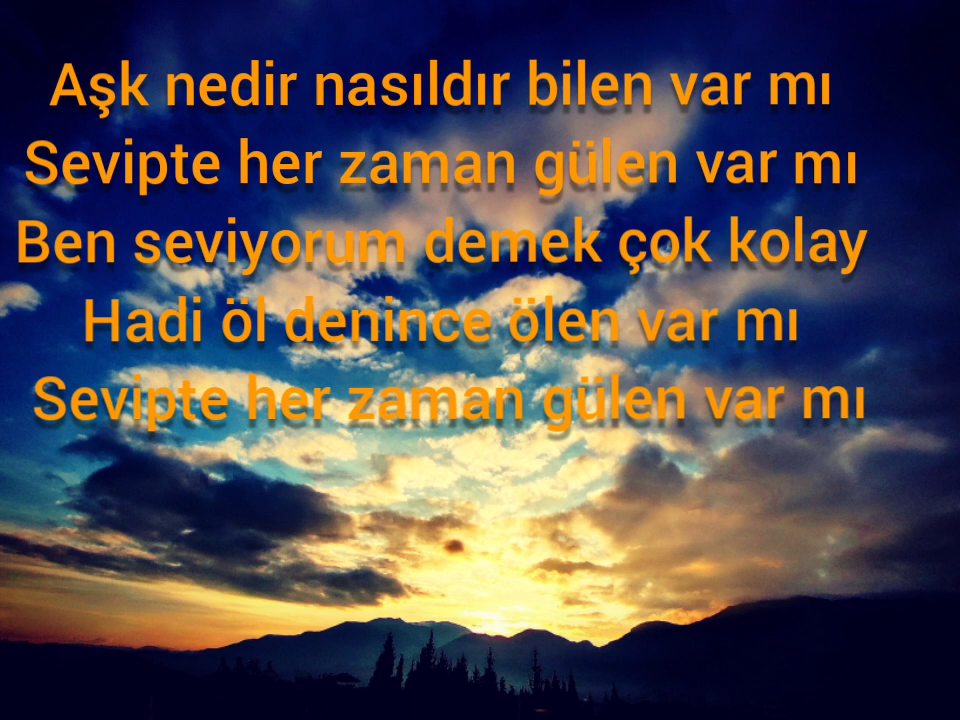 Aşk nedir nasıldır bilen var mı
Sevipte her zaman gülen var mı
Ben seviyorum demek çok kolay
Hadi öl denince ölen var mı
Sevipte her zaman gülen var mı